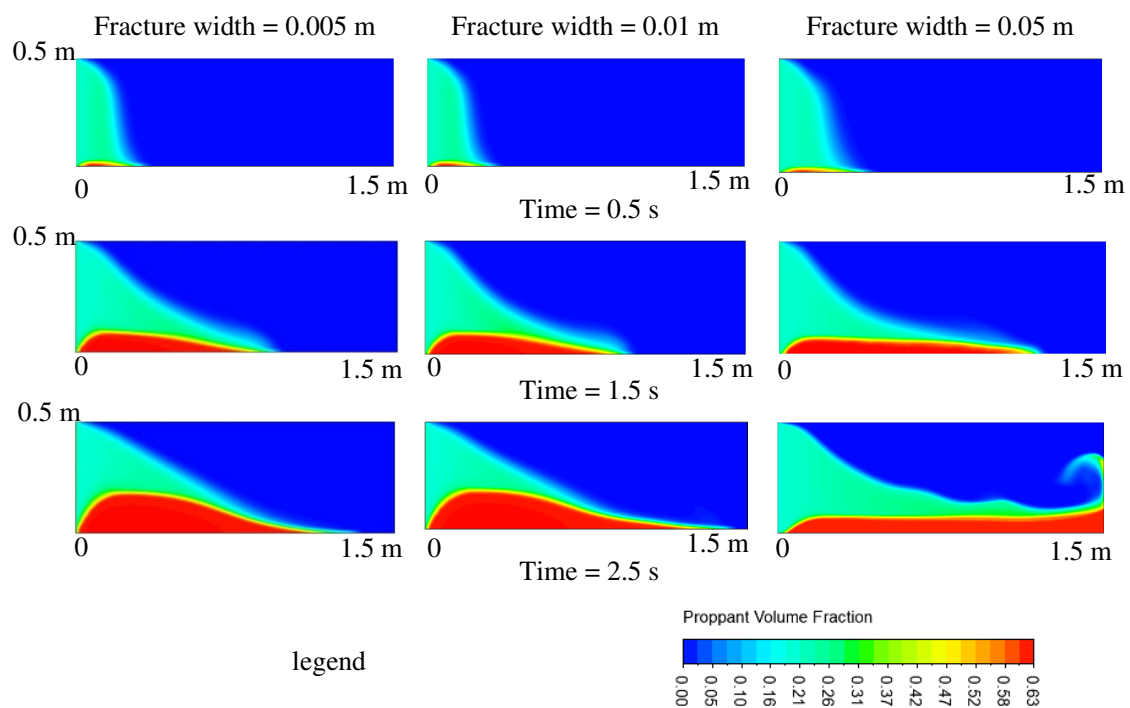 Fracture width = 0.005 m Fracture width = 0.01 m Fracture width = 0.05 m
0.5 m
0 1.5 m 0 1.5 m 0 1.5 m
Time = 0.5 s
0.5 m
0 1.5 m 0 1.5 m 0 1.5 m
Time = 1.5 s
0.5 m
0 1.5 m 0 1.5 m 0 1.5 m
Time = 2.5 s
Proppant Volume Fraction
legend
0.00 0.05 0.10 0.16 0.21 0.26 0.31 0.37 0.42 0.47 0.52 0.58 0.63